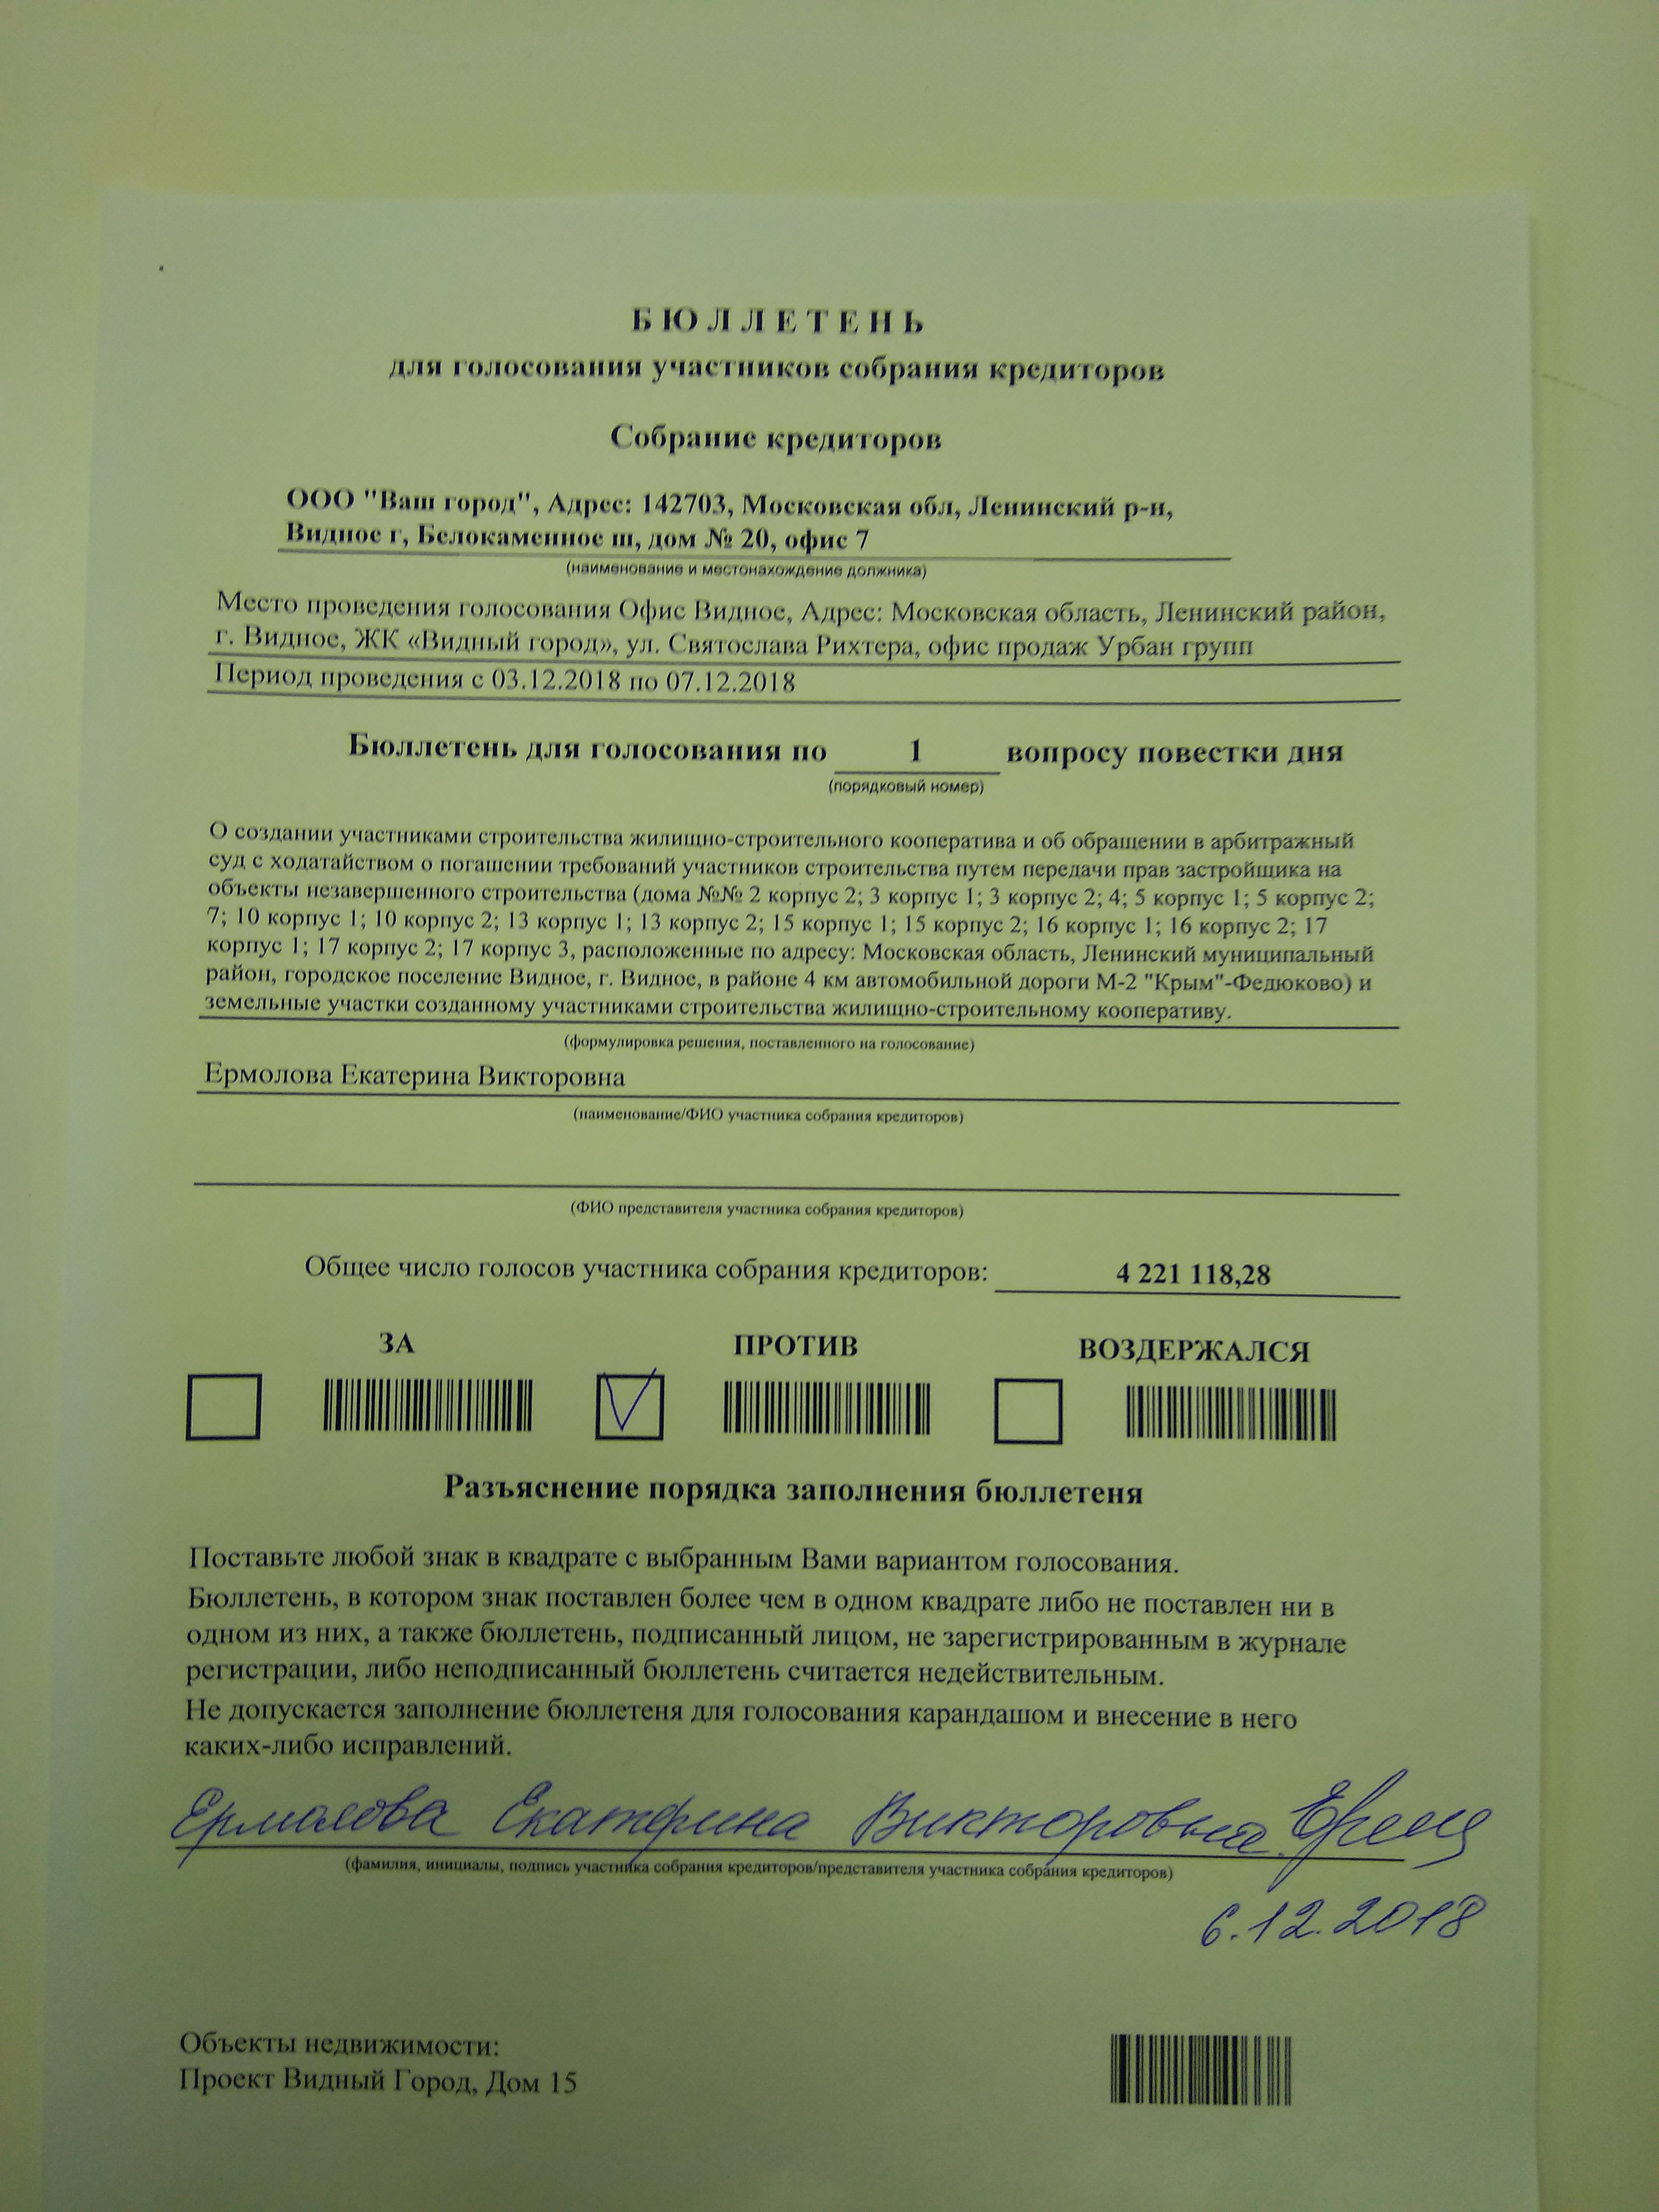 БЮЛЛЕТЕНЬ
для голосования участников собрания кредиторов
Собрание кредиторов
ООО "Ваш город", Адрес: 142703, Московская обл, Ленинский р-н,
Видное г, Белокаменное ш, дом № 20, офис 7
(наименование и местонахождение должника)
Место проведения голосования Офис Видное, Адрес: Московская область, Ленинский район,
г. Видное, ЖК «Видный город», ул. Святослава Рихтера, офис продаж Урбан групп
Период проведения с 03.12.2018 по 07.12.2018
Бюллетень для голосования по 1 вопросу повестки дня
(порядковый номер)
О создании участниками строительства жилищно-строительного кооператива и об обращении в арбитражный
суд с ходатайством о погашении требований участников строительства путем передачи прав застройщика на
объекты незавершенного строительства (дома №№ 2 корпус 2; 3 корпус 1; 3 корпус 2; 4; 5 корпус 1; 5 корпус 2;
7; 10 корпус 1; 10 корпус 2; 13 корпус 1; 13 корпус 2; 15 корпус 1; 15 корпус 2; 16 корпус 1; 16 корпус 2; 17
корпус 1; 17 корпус 2; 17 корпус 3, расположенные по адресу: Московская область, Ленинский муниципальный
район, городское поселение Видное, г. Видное, в районе 4 км автомобильной дороги М-2 "Крым"-Федюково) и
земельные участки созданному участниками строительства жилищно-строительному кооперативу.
(формулировка решения, поставленного на голосование)
Ермолова Екатерина Викторовна
(наименование/ФИО участника собрания кредиторов)
(ФИО представителя участника собрания кредиторов)
Общее число голосов участника собрания кредиторов: 4 221 118,28
ЗА ПРОТИВ ВОЗДЕРЖАЛСЯ
Разъяснение порядка заполнения бюллетеня
Поставьте любой знак в квадрате с выбранным Вами вариантом голосования.
Бюллетень, в котором знак поставлен более чем в одном квадрате либо не поставлен ни в
одном из них, а также бюллетень, подписанный лицом, не зарегистрированным в журнале
регистрации, либо неподписанный бюллетень считается недействительным.
Не допускается заполнение бюллетеня для голосования карандашом и внесение в него
каких-либо исправлений.
Ермолова Екатерина Викторовна
(фамилия, инициалы, подпись участника собрания кредиторов/представителя участника собрания кредиторов)
6.12.2018
Объекты недвижимости:
Проект Видный Город, Дом 15